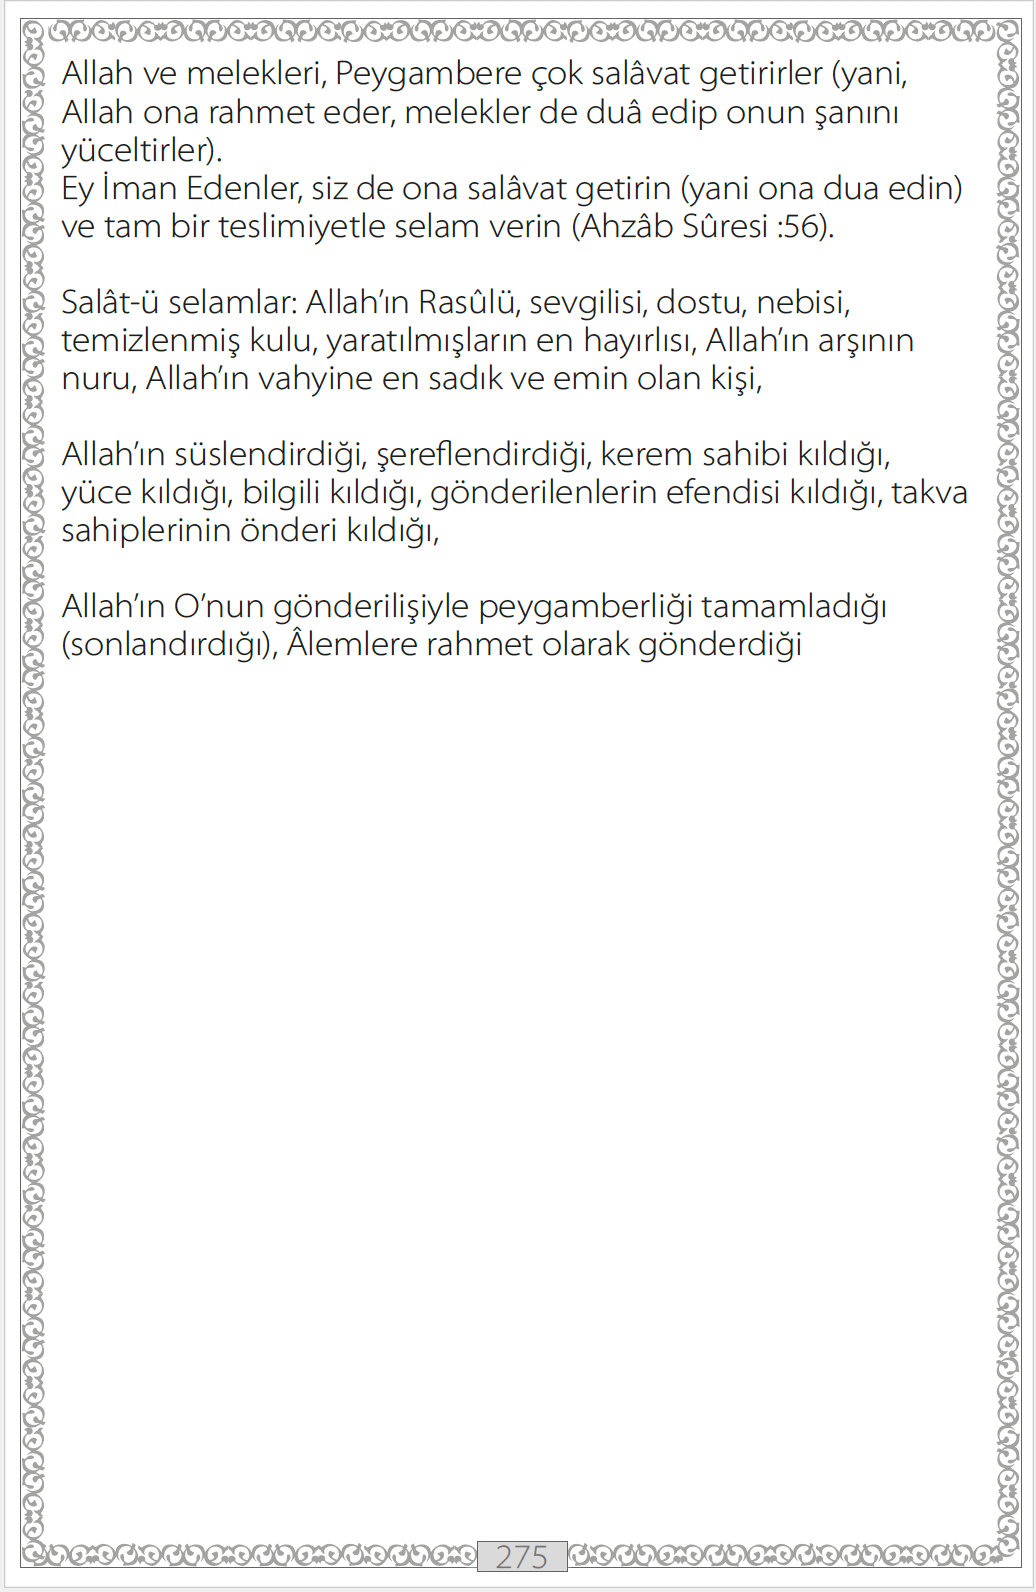 Allah ve melekleri, Peygambere çok salâvat getirirler (yani,
Allah ona rahmet eder, melekler de duâ edip onun şanını
yüceltirler).
Ey İman Edenler, siz de ona salâvat getirin (yani ona dua edin)
ve tam bir teslimiyetle selam verin (Ahzâb Sûresi :56).
Salât-ü selamlar: Allah’ın Rasûlü, sevgilisi, dostu, nebisi,
temizlenmiş kulu, yaratılmışların en hayırlısı, Allah’ın arşının
nuru, Allah’ın vahyine en sadık ve emin olan kişi,
Allah’ın süslendirdiği, şereflendirdiği, kerem sahibi kıldığı,
yüce kıldığı, bilgili kıldığı, gönderilenlerin efendisi kıldığı, takva
sahiplerinin önderi kıldığı,
Allah’ın O’nun gönderilişiyle peygamberliği tamamladığı
(sonlandırdığı), Âlemlere rahmet olarak gönderdiği
275